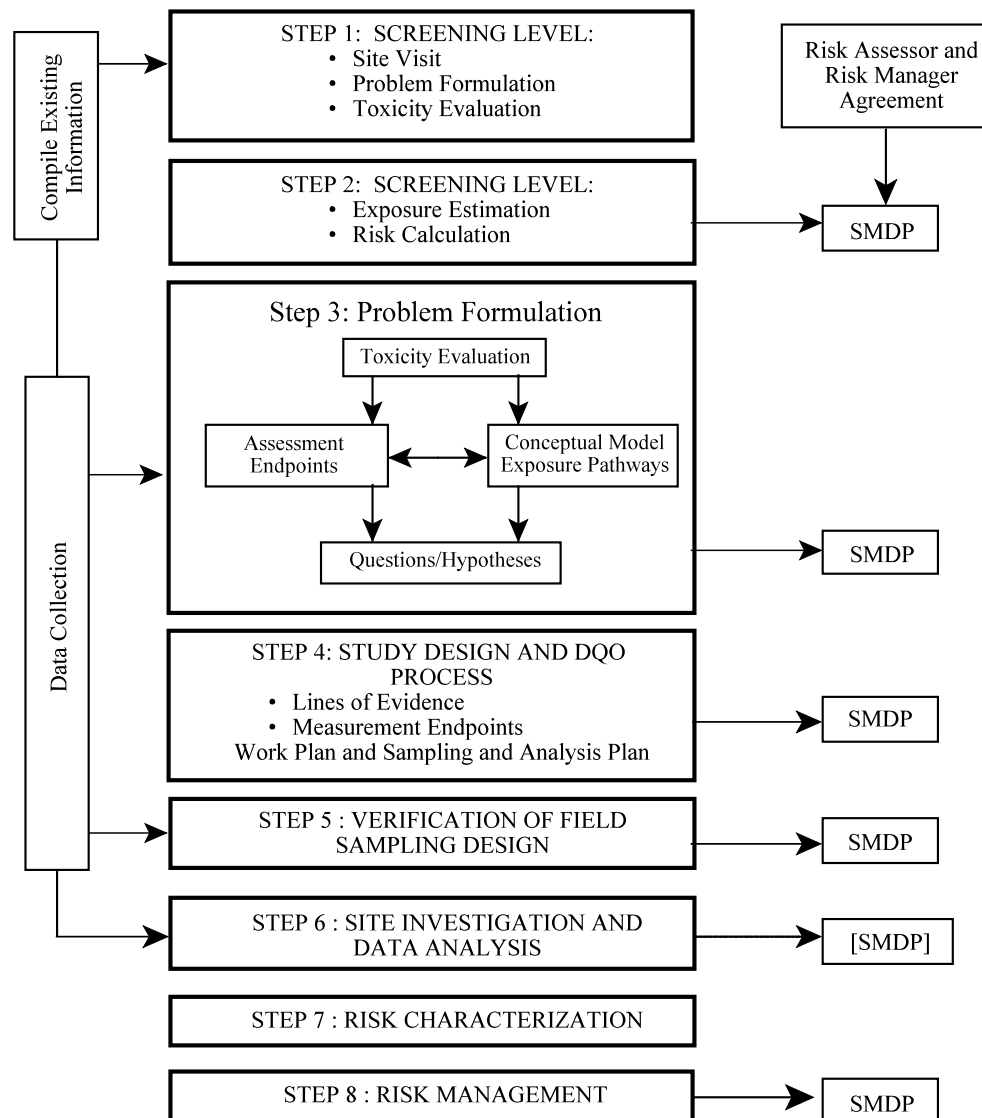 Compile Existing
Information
STEP 1: SCREENING LEVEL:
• Site Visit
• Problem Formulation
• Toxicity Evaluation
Risk Assessor and
Risk Manager
Agreement
STEP 2: SCREENING LEVEL:
• Exposure Estimation
• Risk Calculation
SMDP
Data Collection
Step 3: Problem Formulation
Toxicity Evaluation
Assessment
Endpoints
Conceptual Model
Exposure Pathways
Questions/Hypotheses
SMDP
STEP 4: STUDY DESIGN AND DQO
PROCESS
• Lines of Evidence
• Measurement Endpoints
Work Plan and Sampling and Analysis Plan
SMDP
STEP 5 : VERIFICATION OF FIELD
SAMPLING DESIGN
SMDP
STEP 6 : SITE INVESTIGATION AND
DATA ANALYSIS
[SMDP]
STEP 7 : RISK CHARACTERIZATION
STEP 8 : RISK MANAGEMENT
SMDP